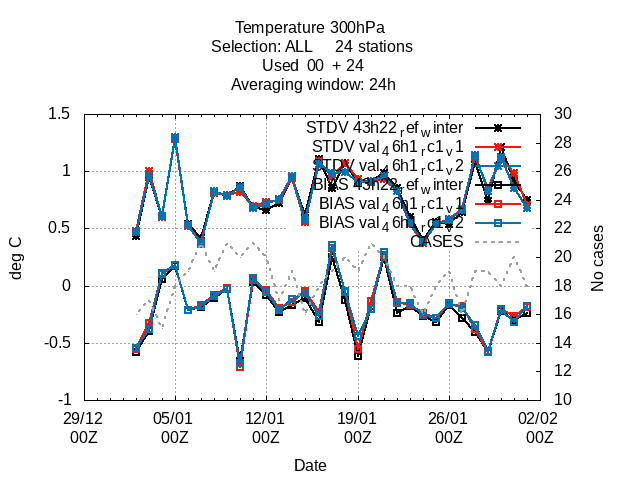 Temperature 300hPa
Selection: ALL     24 stations
Used  00  + 24
Averaging window: 24h
1.5
1
0.5
0
-0.5
-1
30
28
26
24
22
20
18
16
14
12
10
deg C
No cases
STDV 43h22_ref_winter
STDV val_46h1_rc1_v1
STDV val_46h1_rc1_v2
BIAS 43h22_ref_winter
BIAS val_46h1_rc1_v1
BIAS val_46h1_rc1_v2
CASES
29/12 05/01 12/01 19/01 26/01 02/02
00Z 00Z 00Z 00Z 00Z 00Z
Date